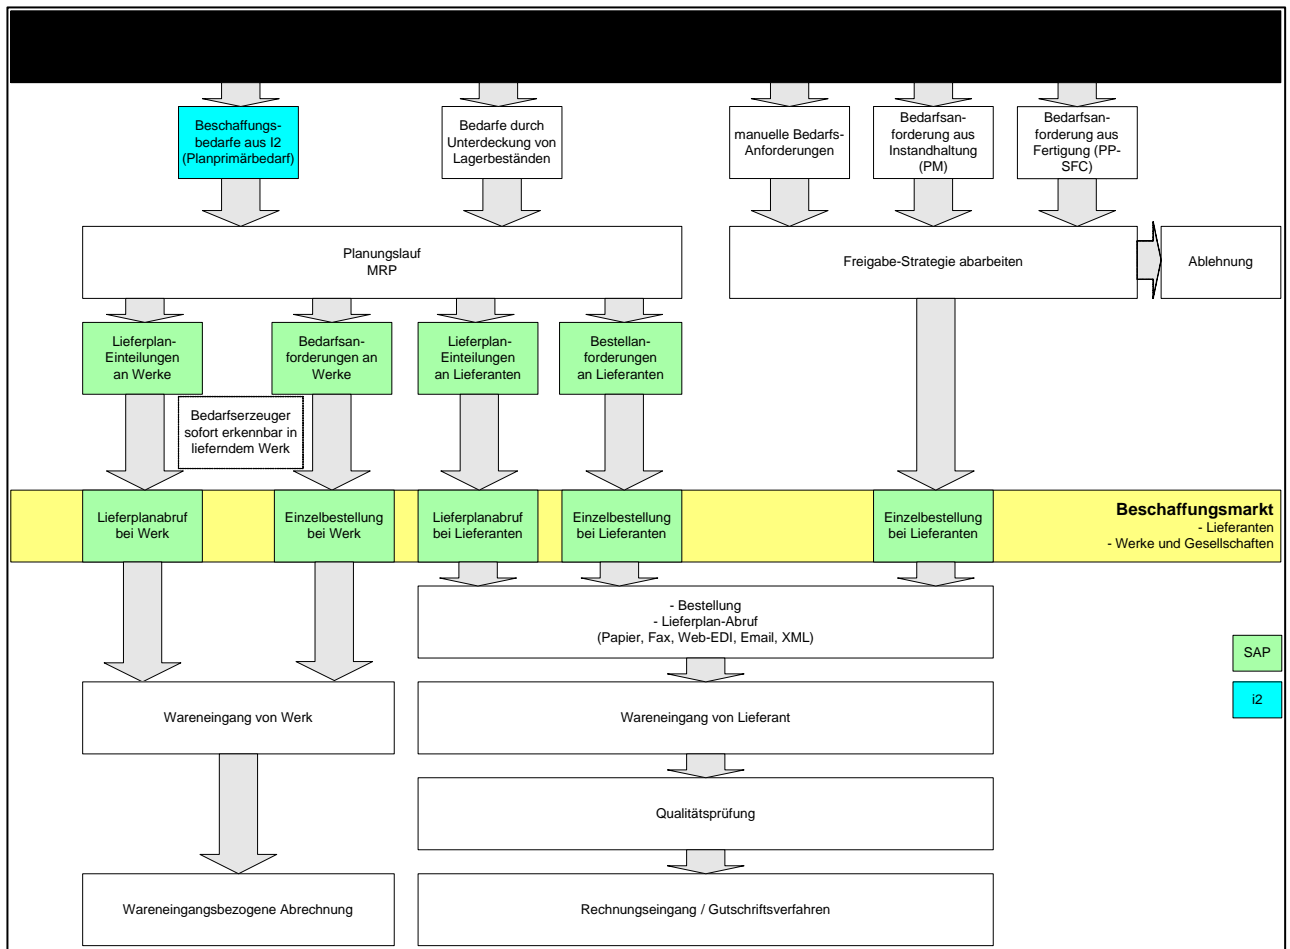 Beschaffungs-
bedarfe aus I2
(Planprimärbedarf)
Bedarfe durch
Unterdeckung von
Lagerbeständen
manuelle Bedarfs-
Anforderungen
Bedarfsan-
forderung aus
Instandhaltung
(PM)
Bedarfsan-
forderung aus
Fertigung (PP-
SFC)
Planungslauf
MRP
Freigabe-Strategie abarbeiten
Ablehnung
Lieferplan-
Einteilungen
an Werke
Bedarfsan-
forderungen an
Werke
Lieferplan-
Einteilungen
an Lieferanten
Bestellan-
forderungen
an Lieferanten
Bedarfserzeuger
sofort erkennbar in
lieferndem Werk
Lieferplanabruf
bei Werk
Einzelbestellung
bei Werk
Lieferplanabruf
bei Lieferanten
Einzelbestellung
bei Lieferanten
Einzelbestellung
bei Lieferanten
Beschaffungsmarkt
- Lieferanten
- Werke und Gesellschaften
- Bestellung
- Lieferplan-Abruf
(Papier, Fax, Web-EDI, Email, XML)
SAP
i2
Wareneingang von Werk
Wareneingang von Lieferant
Qualitätsprüfung
Wareneingangsbezogene Abrechnung
Rechnungseingang / Gutschriftsverfahren